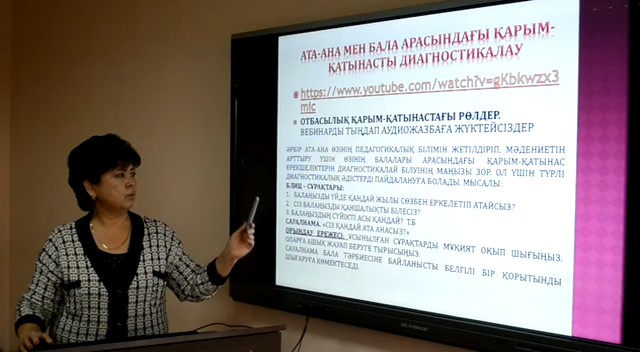 АТА-АНА МЕН БАЛА АРАСЫНДАҒЫ ҚАРЫМ-
ҚАТЫНАСТЫ ДИАГНОСТИКАЛАУ
https://www.youtube.com/watch?v=gKbkwzx3
mic
ОТБАСЫЛЫҚ ҚАРЫМ-ҚАТЫНАСТАҒЫ РӨЛДЕР.
ВЕБИНАРДЫ ТЫҢДАП АУДИОЖАЗБАҒА ЖҮКТЕЙСІЗДЕР
ӘРБІР АТА-АНА ӨЗІНІҢ ПЕДАГОГИКАЛЫҚ БІЛІМІН ЖЕТІЛДІРІП, МӘДЕНИЕТІН
АРТТЫРУ ҮШІН ӨЗІНІҢ БАЛАЛАРЫ АРАСЫНДАҒЫ ҚАРЫМ-ҚАТЫНАС
ЕРЕКШЕЛІКТЕРІН ДИАГНОСТИКАЛАЙ БІЛУІНІҢ МАҢЫЗЫ ЗОР. ОЛ ҮШІН ТҮРЛІ
ДИАГНОСТИКАЛЫҚ ӘДІСТЕРДІ ПАЙДАЛАНУҒА БОЛАДЫ. МЫСАЛЫ:
БЛИЦ – СҰРАҚТАРЫ:
1. БАЛАҢЫЗДЫ ҮЙДЕ ҚАНДАЙ ЖЫЛЫ СӨЗБЕН ЕРКЕЛЕТІП АТАЙСЫЗ?
2. СІЗ БАЛАҢЫЗДЫ ҚАНШАЛЫҚТЫ БІЛЕСІЗ?
3. БАЛАҢЫЗДЫҢ СҮЙІКТІ АСЫ ҚАНДАЙ? Т.Б
САУАЛНАМА. «СІЗ ҚАНДАЙ АТА АНАСЫЗ?»
ОРЫНДАУ ЕРЕЖЕСІ: ҰСЫНЫЛҒАН СҰРАҚТАРДЫ МҰҚИЯТ ОҚЫП ШЫҒЫҢЫЗ.
ОЛАРҒА АШЫҚ ЖАУАП БЕРУГЕ ТЫРЫСЫҢЫЗ.
САУАЛНАМА БАЛА ТӘРБИЕСІНЕ БАЙЛАНЫСТЫ БЕЛГІЛІ БІР ҚОРЫТЫНДЫ
ШЫҒАРУҒА КӨМЕКТЕСЕДІ.